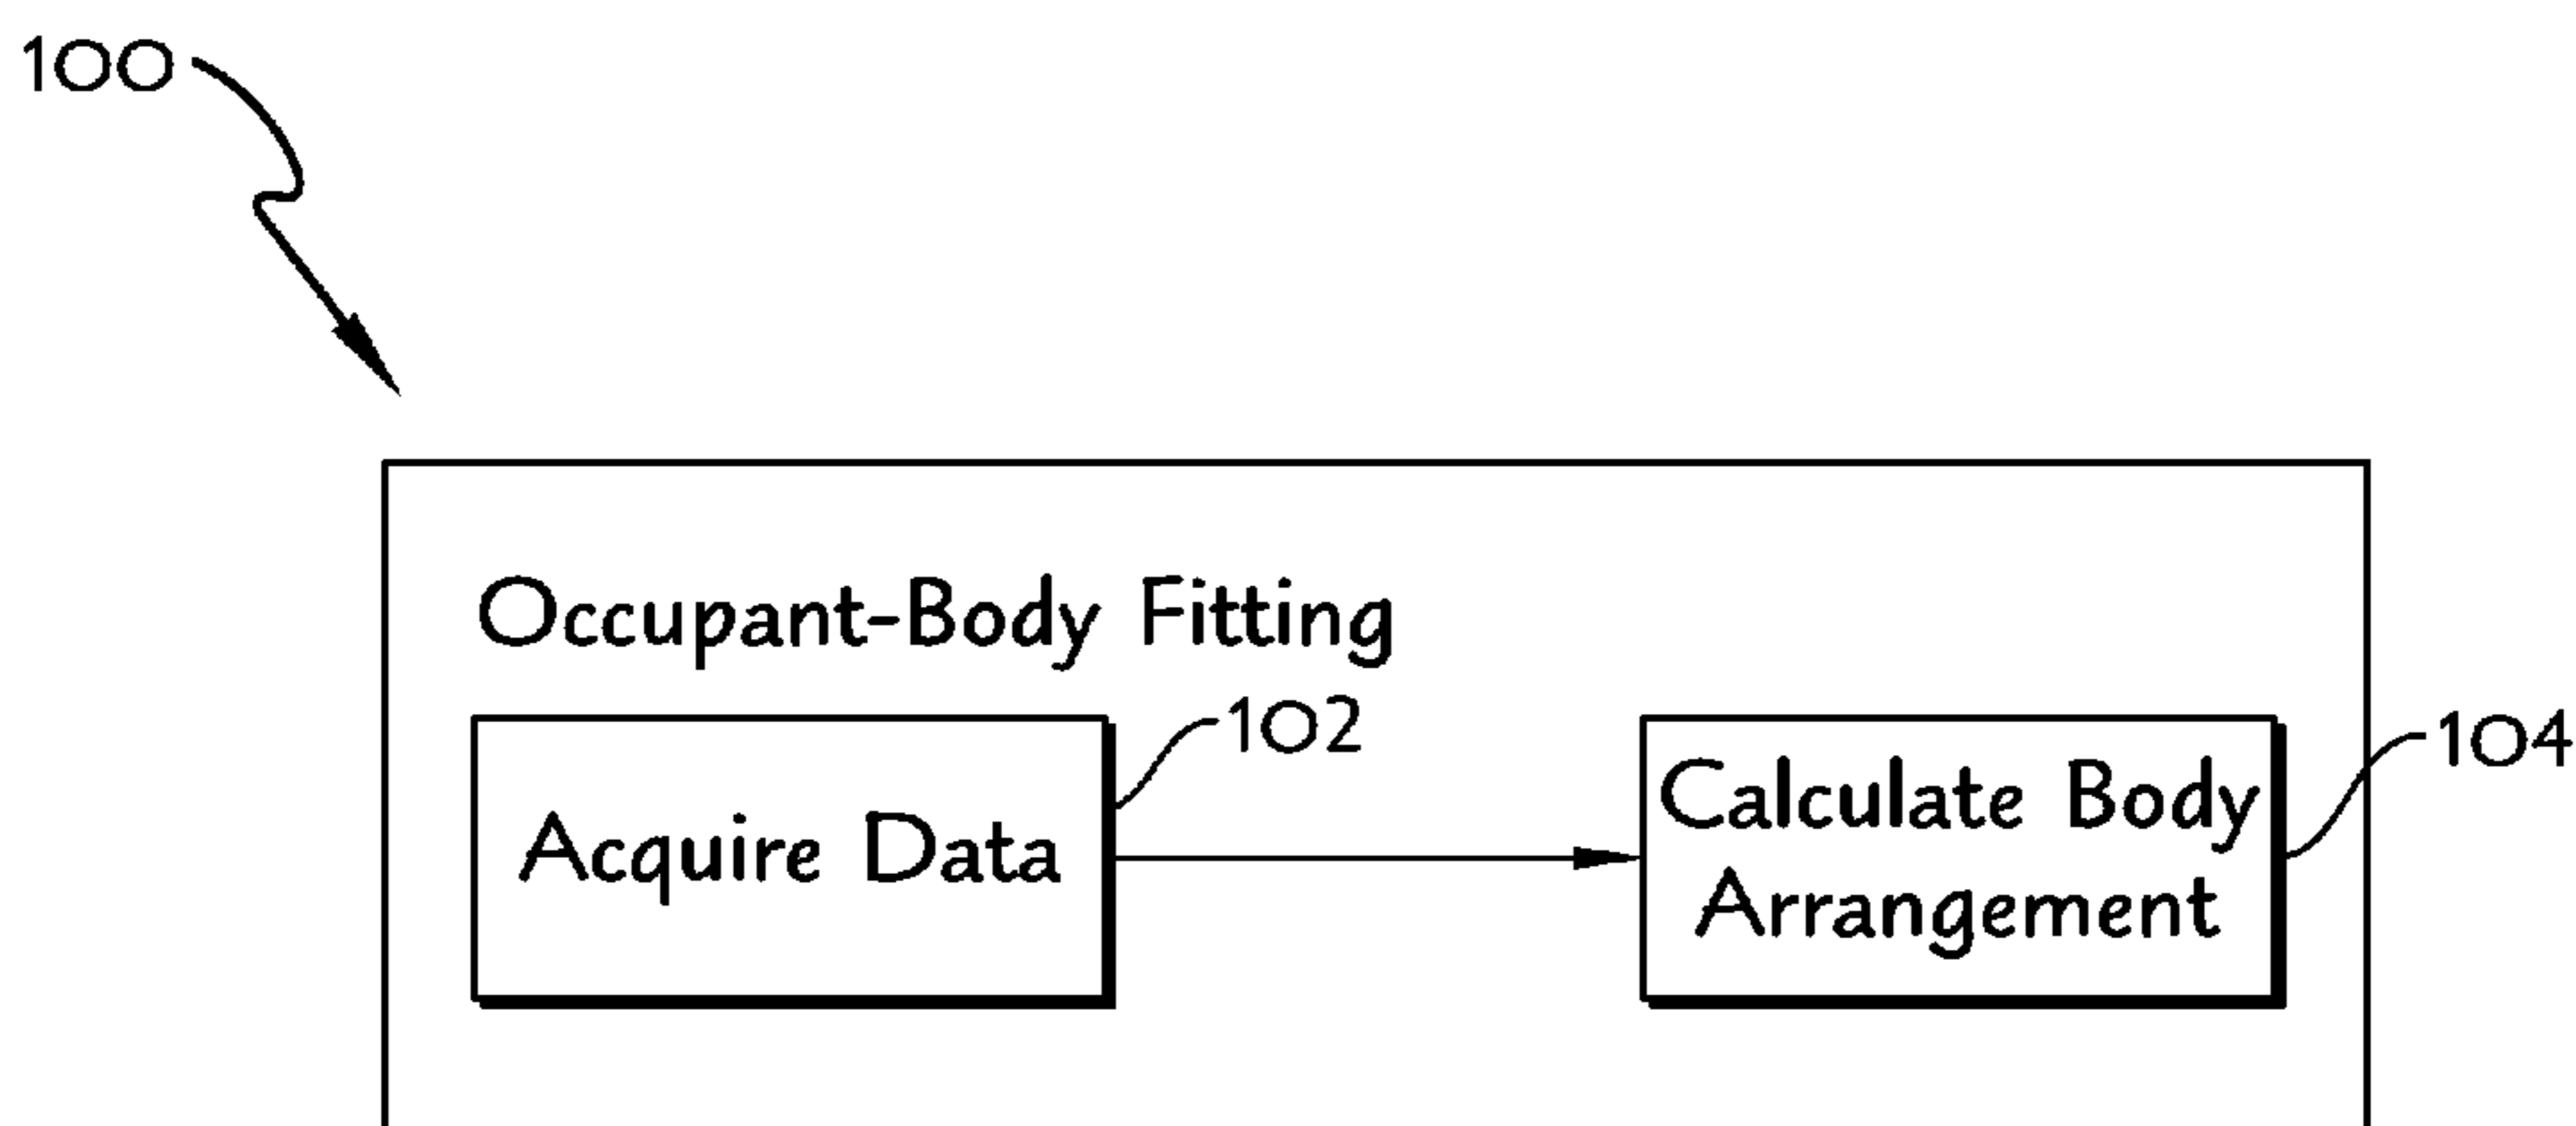 100
Occupant-Body Fitting
102
Acquire Data
104
Calculate Body
Arrangement